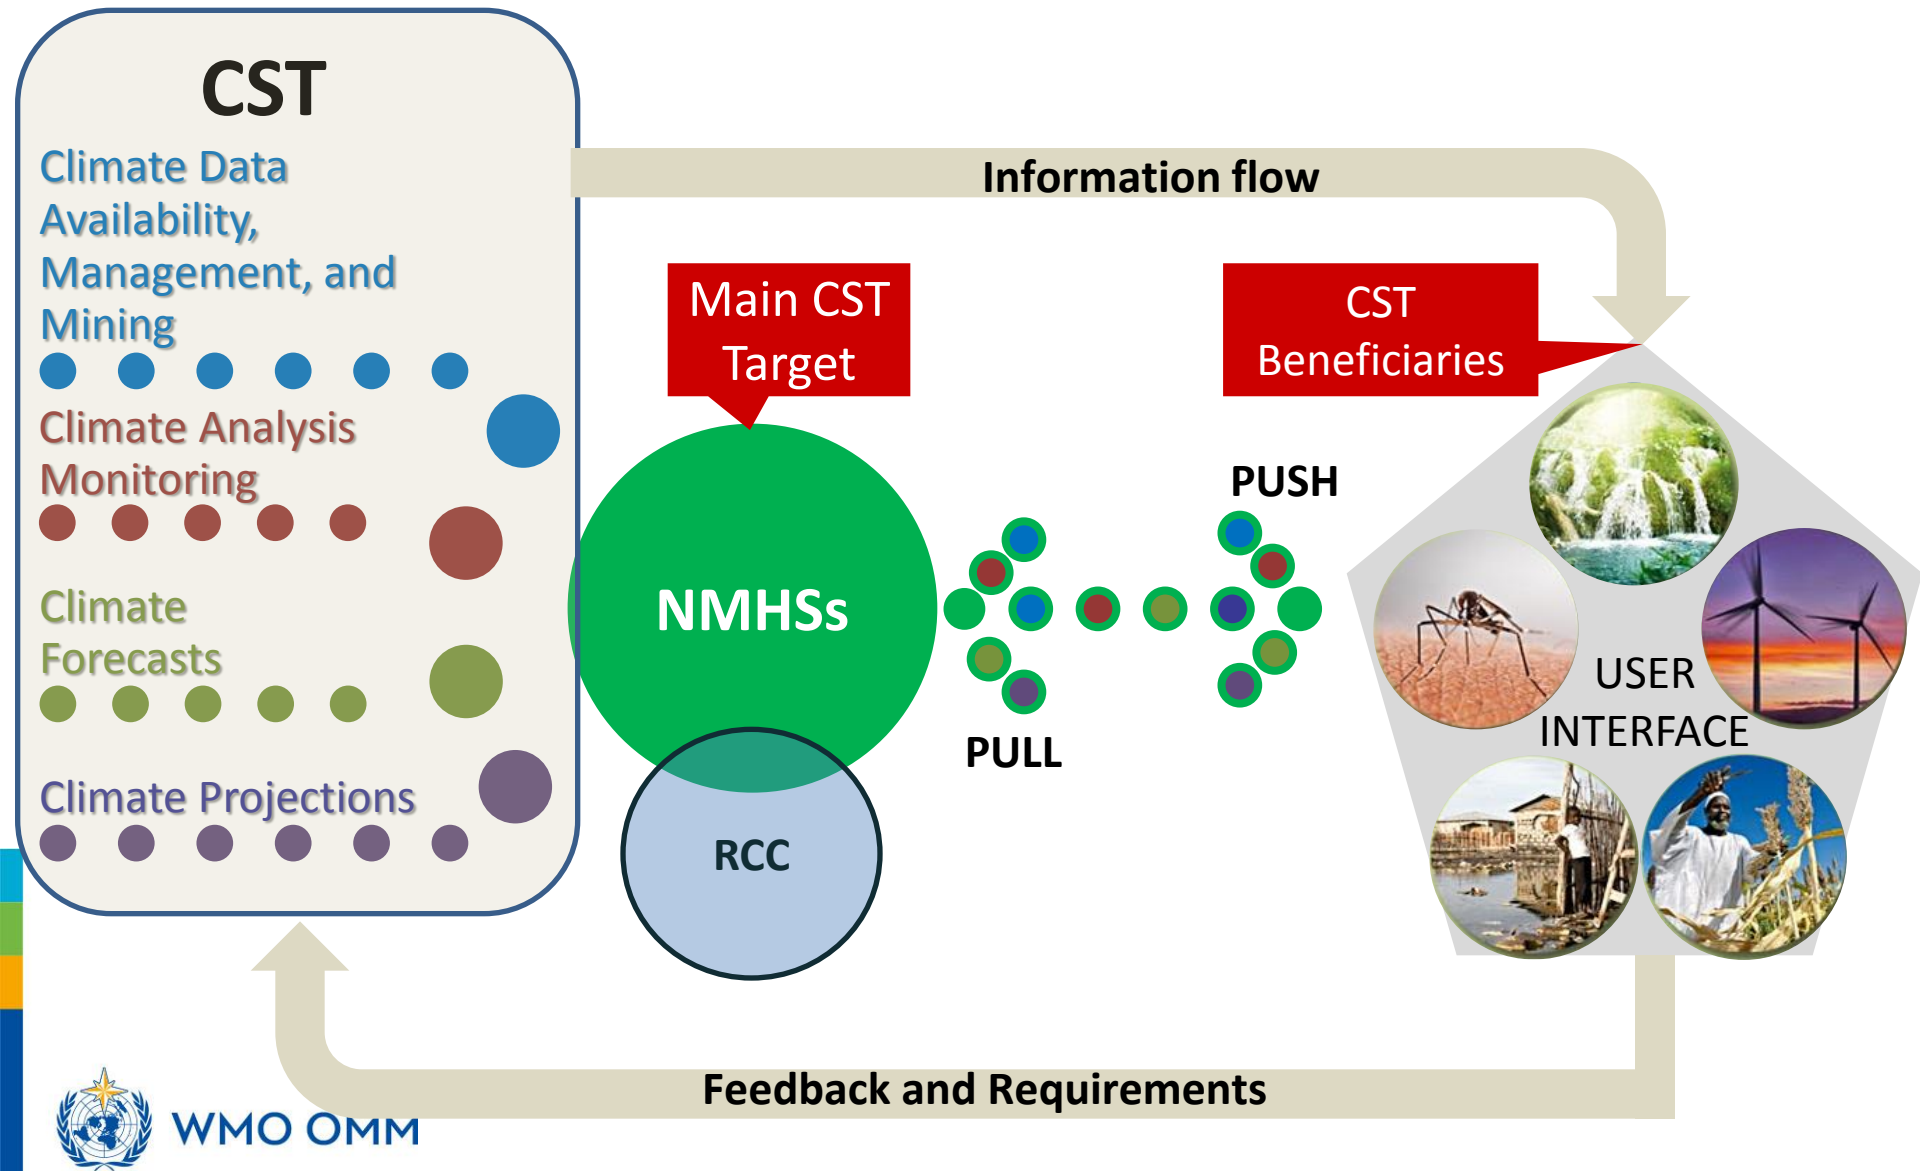 CST
Climate Data
Availability,
Management, and
Mining
Climate Analysis
Monitoring
Climate
Forecasts
Climate Projections
Information flow
Main CST
Target
CST
Beneficiaries
NMHSs
RCC
PUSH
PULL
USER
INTERFACE
Feedback and Requirements
WMO OMM